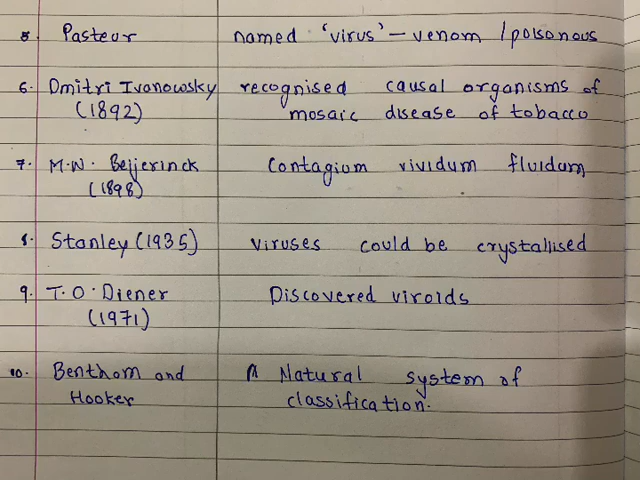 5. Pasteur named 'virus' – venom / poisonous
6. Dmitri Ivanowsky recognised causal organisms of
(1892) mosaic disease of tobacco
7. M.W. Beijerinck Contagium vividum fluidum
(1898)
8. Stanley (1935) viruses could be crystallised
9. T.O. Diener Discovered viroids
(1971)
10. Benthom and Natural system of
Hooker classification.